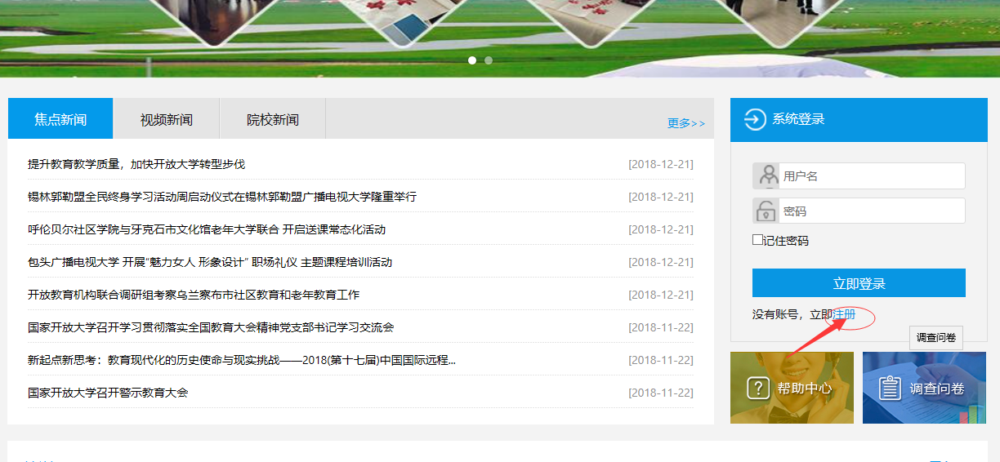 焦点新闻 视频新闻 院校新闻 更多>>
提升教育教学质量，加快开放大学转型步伐 [2018-12-21]
锡林郭勒盟全民终身学习活动周启动仪式在锡林郭勒盟广播电视大学隆重举行 [2018-12-21]
呼伦贝尔社区学院与牙克石市文化馆老年大学联合 开启送课常态化活动 [2018-12-21]
包头广播电视大学 开展“魅力女人 形象设计” 职场礼仪 主题课程培训活动 [2018-12-21]
开放教育机构联合调研组考察乌兰察布市社区教育和老年教育工作 [2018-12-21]
国家开放大学召开学习贯彻落实全国教育大会精神党支部书记学习交流会 [2018-11-22]
新起点新思考：教育现代化的历史使命与现实挑战——2018(第十七届)中国国际远程... [2018-11-22]
国家开放大学召开警示教育大会 [2018-11-22]
系统登录
用户名
密码
记住密码
立即登录
没有账号，立即注册
调查问卷
帮助中心 调查问卷